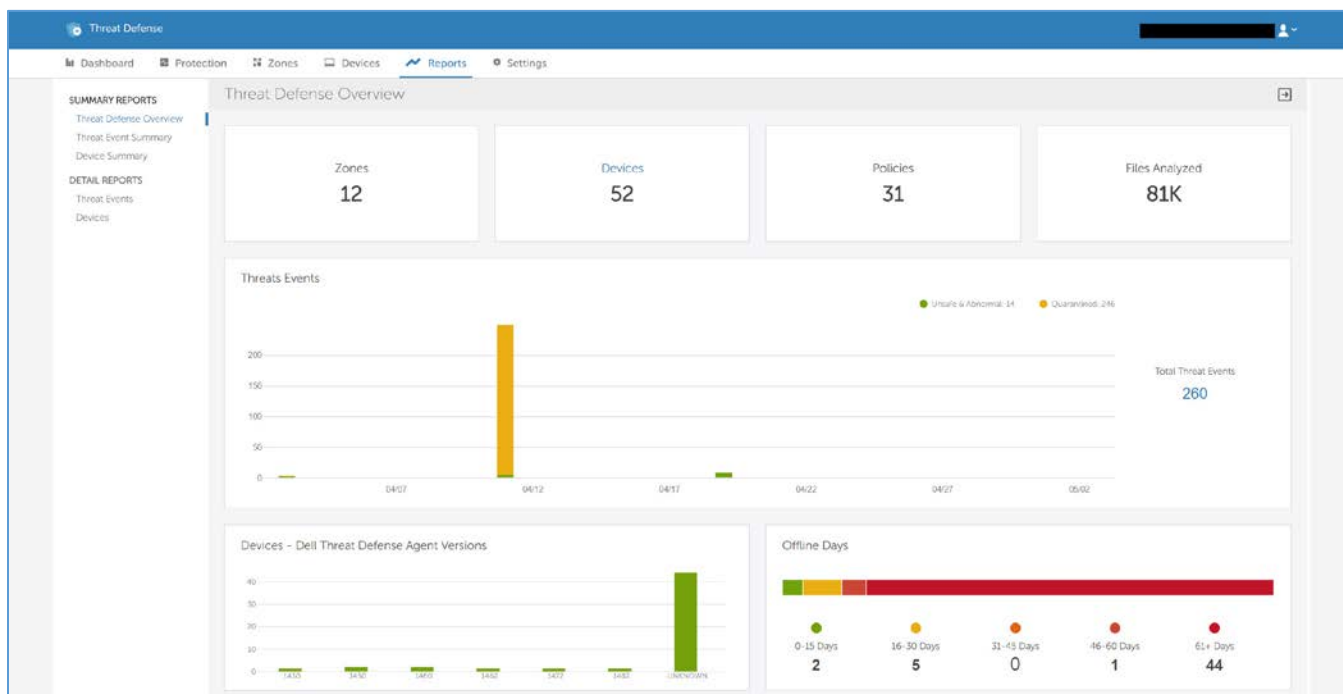 Threat Defense
Dashboard Protection Zones Devices Reports Settings
SUMMARY REPORTS
Threat Defense Overview
Threat Event Summary
Device Summary
DETAIL REPORTS
Threat Events
Devices
Threat Defense Overview
Zones
12
Devices
52
Policies
31
Files Analyzed
81K
Threats Events
Unsafe & Abnormal: 14 Quarantined: 246
200
150
100
50
0
04/07 04/12 04/17 04/22 04/27 05/02
Total Threat Events
260
Devices - Dell Threat Defense Agent Versions
40
30
20
10
0
UNKNOWN
Offline Days
0-15 Days 16-30 Days 31-45 Days 46-60 Days 61+ Days
2 5 0 1 44